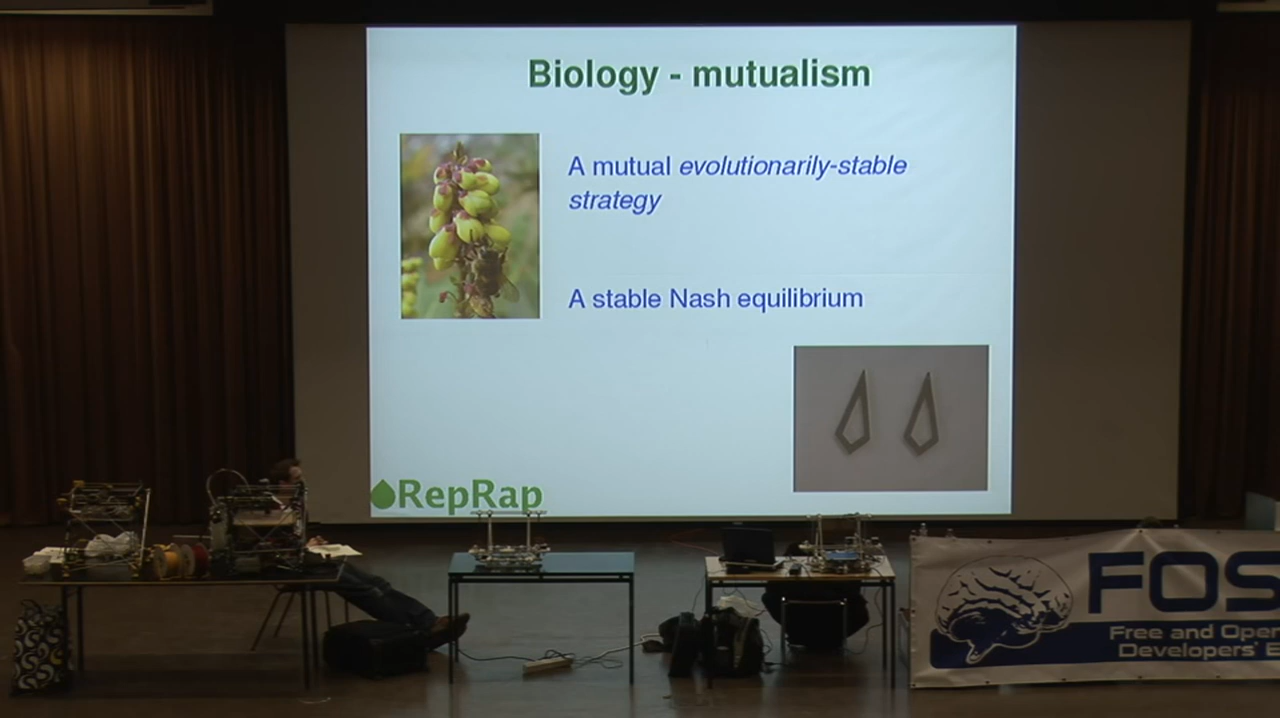 Biology - mutualism
A mutual evolutionarily-stable
strategy
A stable Nash equilibrium
RepRap
FOS
Free and Open
Developers' E